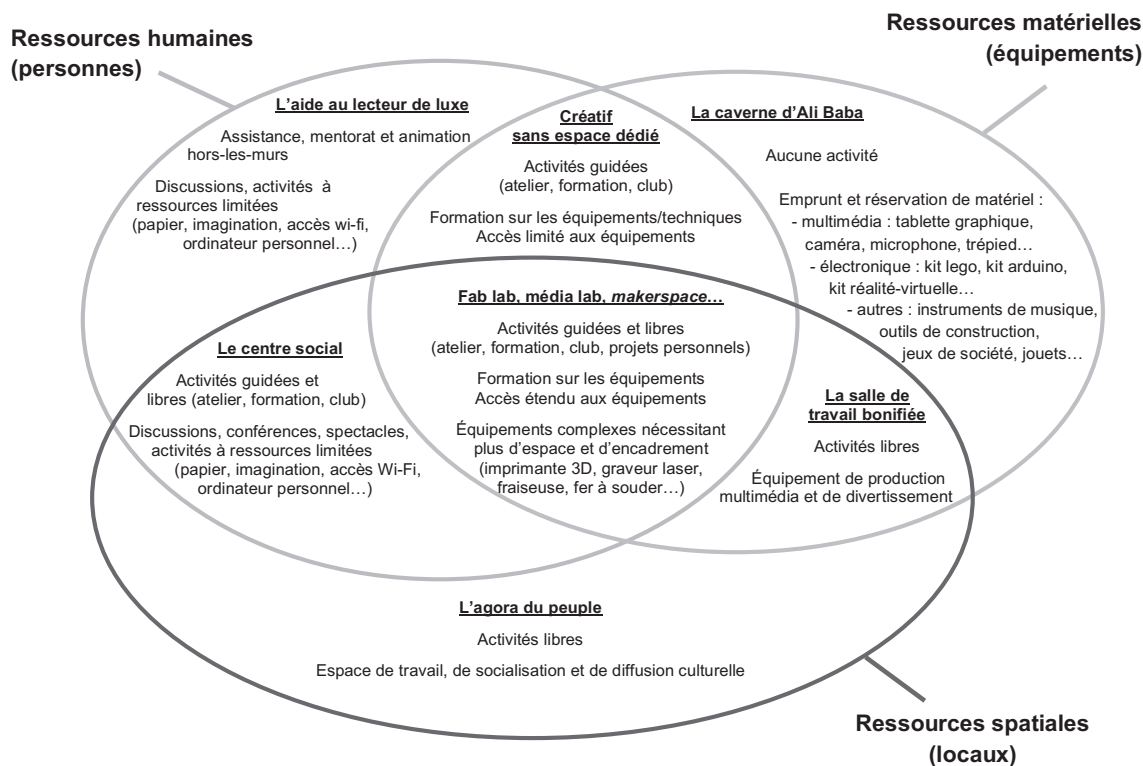 Ressources humaines
(personnes)
Ressources matérielles
(équipements)
L'aide au lecteur de luxe
Assistance, mentorat et animation
hors-les-murs
Discussions, activités à
ressources limitées
(papier, imagination, accès wi-fi,
ordinateur personnel…)
Créatif
sans espace dédié
Activités guidées
(atelier, formation, club)
Formation sur les équipements/techniques
Accès limité aux équipements
La caverne d'Ali Baba
Aucune activité
Emprunt et réservation de matériel :
- multimédia : tablette graphique,
caméra, microphone, trépied…
- électronique : kit lego, kit arduino,
kit réalité-virtuelle…
- autres : instruments de musique,
outils de construction,
jeux de société, jouets…
Fab lab, média lab, makerspace…
Activités guidées et libres
(atelier, formation, club, projets personnels)
Formation sur les équipements
Accès étendu aux équipements
Équipements complexes nécessitant
plus d'espace et d'encadrement
(imprimante 3D, graveur laser,
fraiseuse, fer à souder…)
Le centre social
Activités guidées et
libres (atelier, formation, club)
Discussions, conférences, spectacles,
activités à ressources limitées
(papier, imagination, accès Wi-Fi,
ordinateur personnel…)
La salle de
travail bonifiée
Activités libres
Équipement de production
multimédia et de divertissement
L'agora du peuple
Activités libres
Espace de travail, de socialisation et de diffusion culturelle
Ressources spatiales
(locaux)